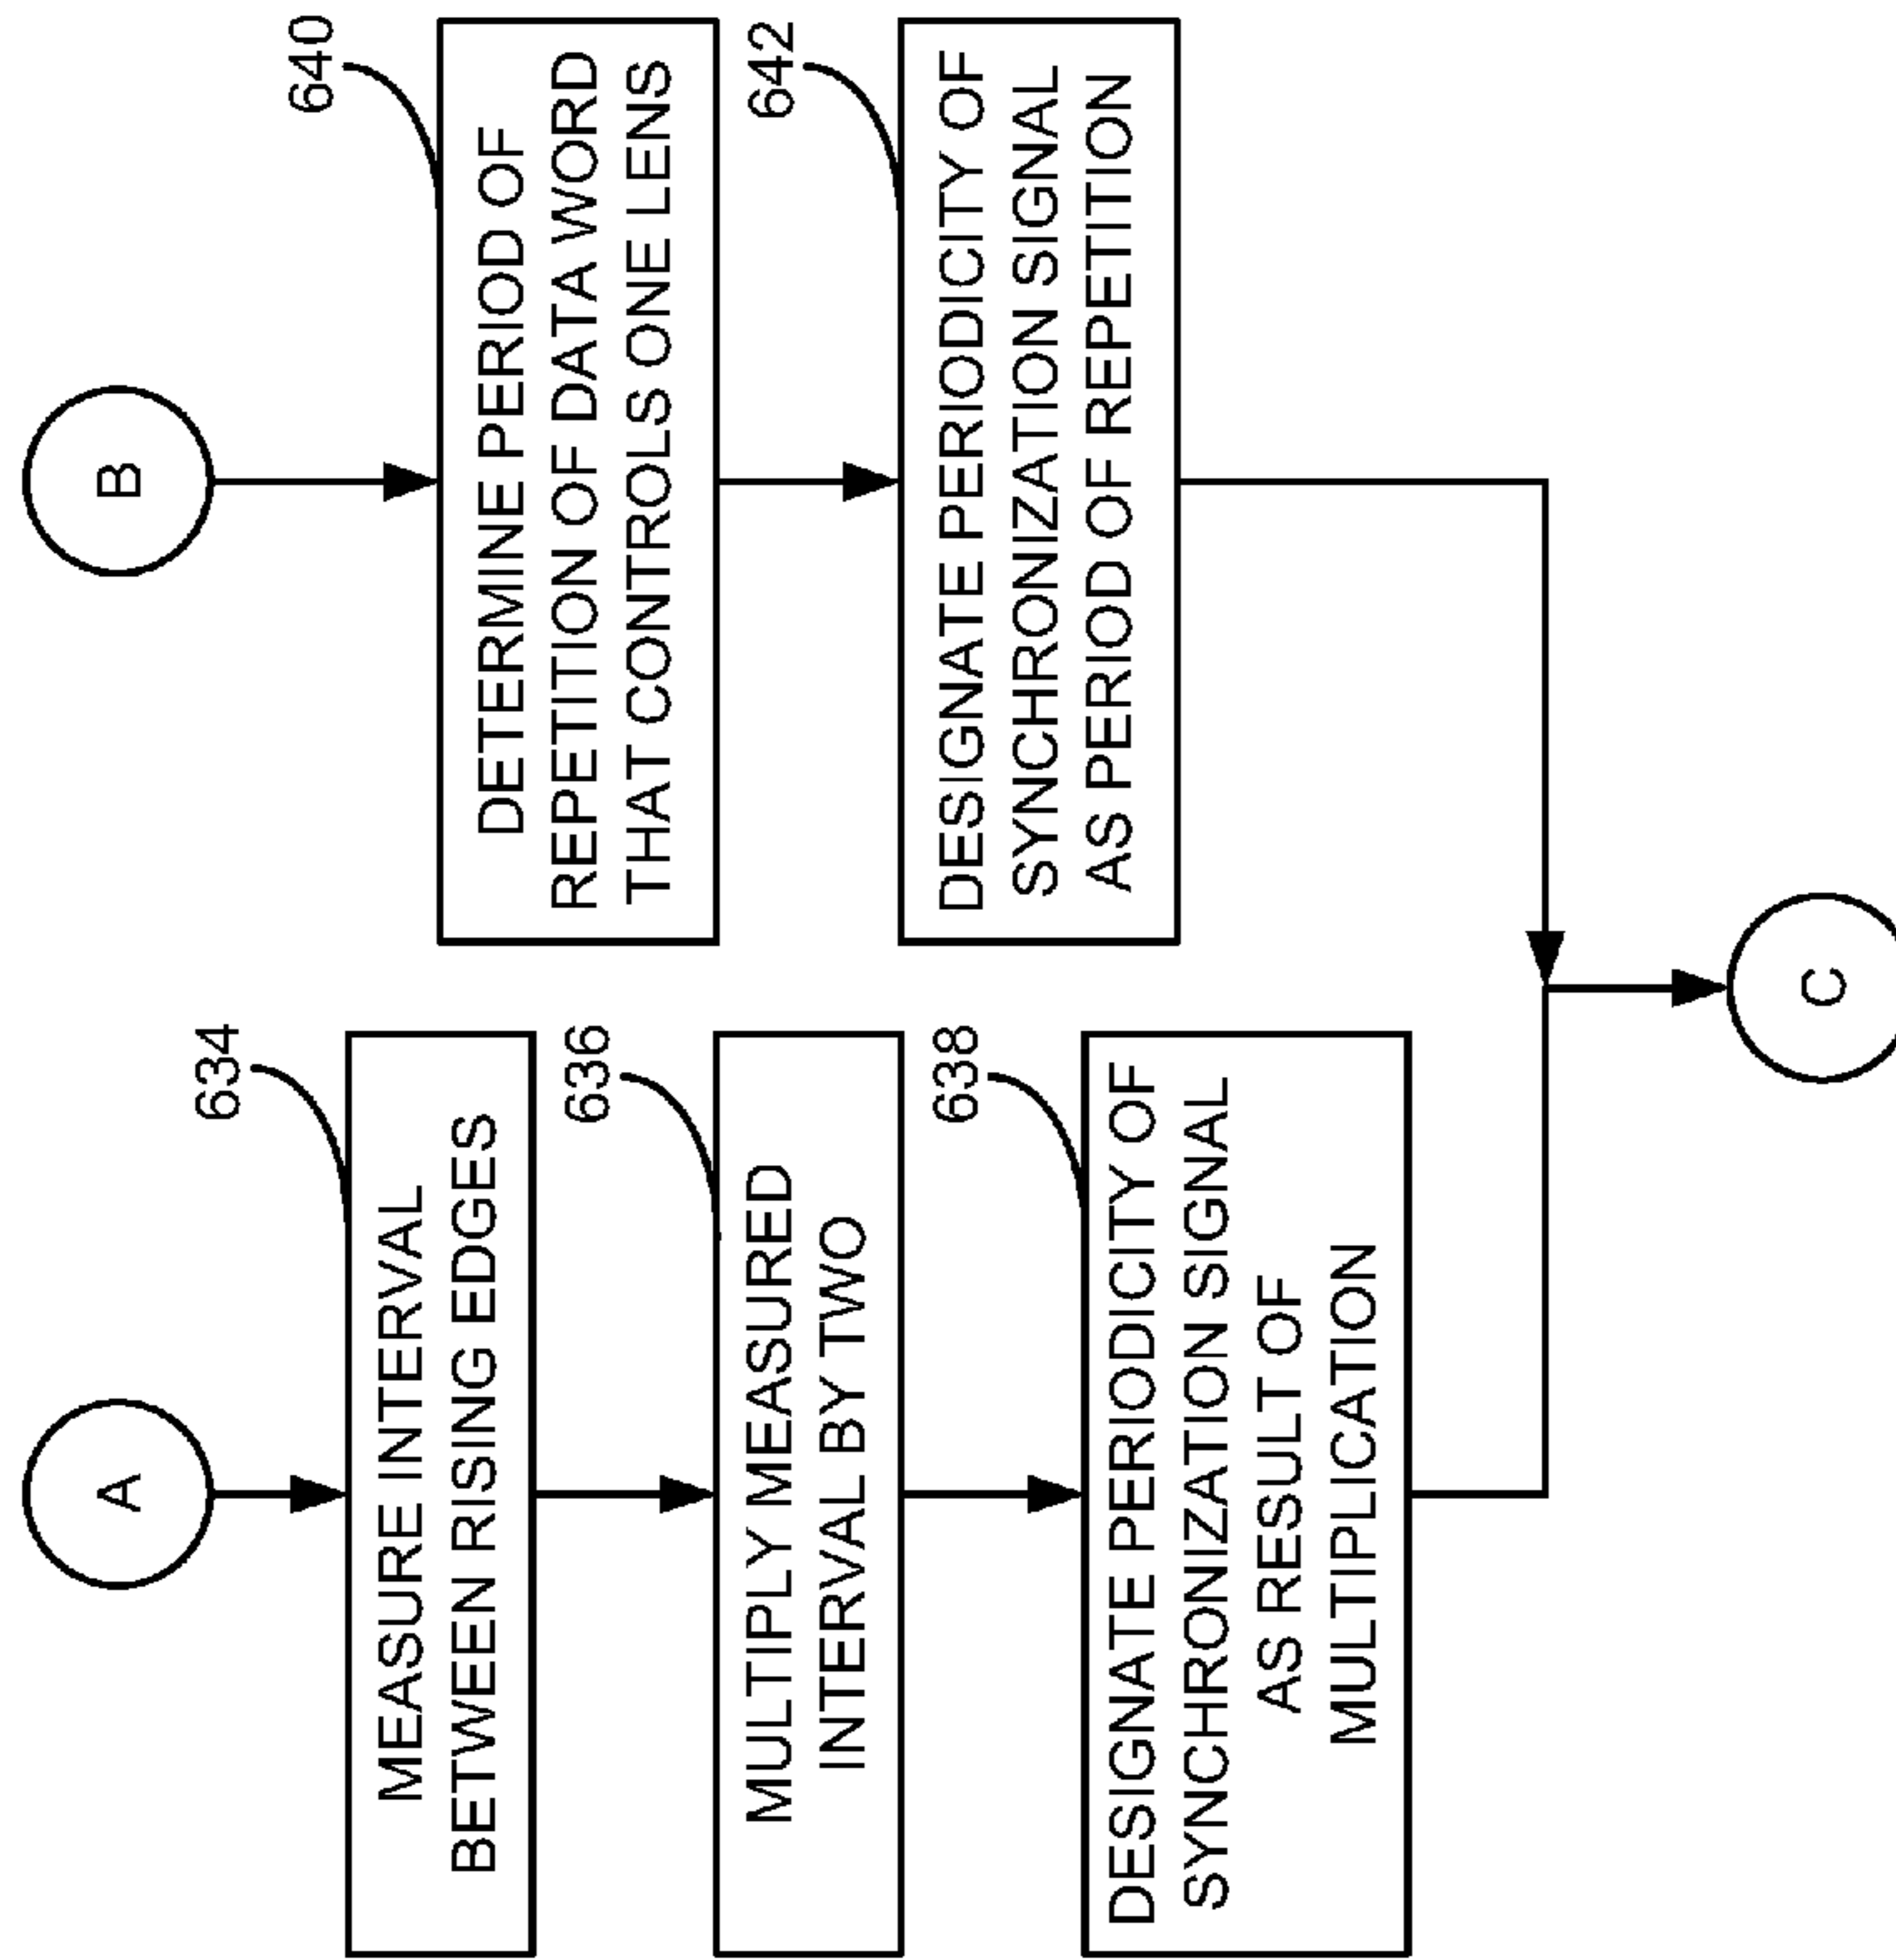 A
634
MEASURE INTERVAL
BETWEEN RISING EDGES
636
MULTIPLY MEASURED
INTERVAL BY TWO
638
DESIGNATE PERIODICITY OF
SYNCHRONIZATION SIGNAL
AS RESULT OF
MULTIPLICATION
B
640
DETERMINE PERIOD OF
REPETITION OF DATA WORD
THAT CONTROLS ONE LENS
642
DESIGNATE PERIODICITY OF
SYNCHRONIZATION SIGNAL
AS PERIOD OF REPETITION
C